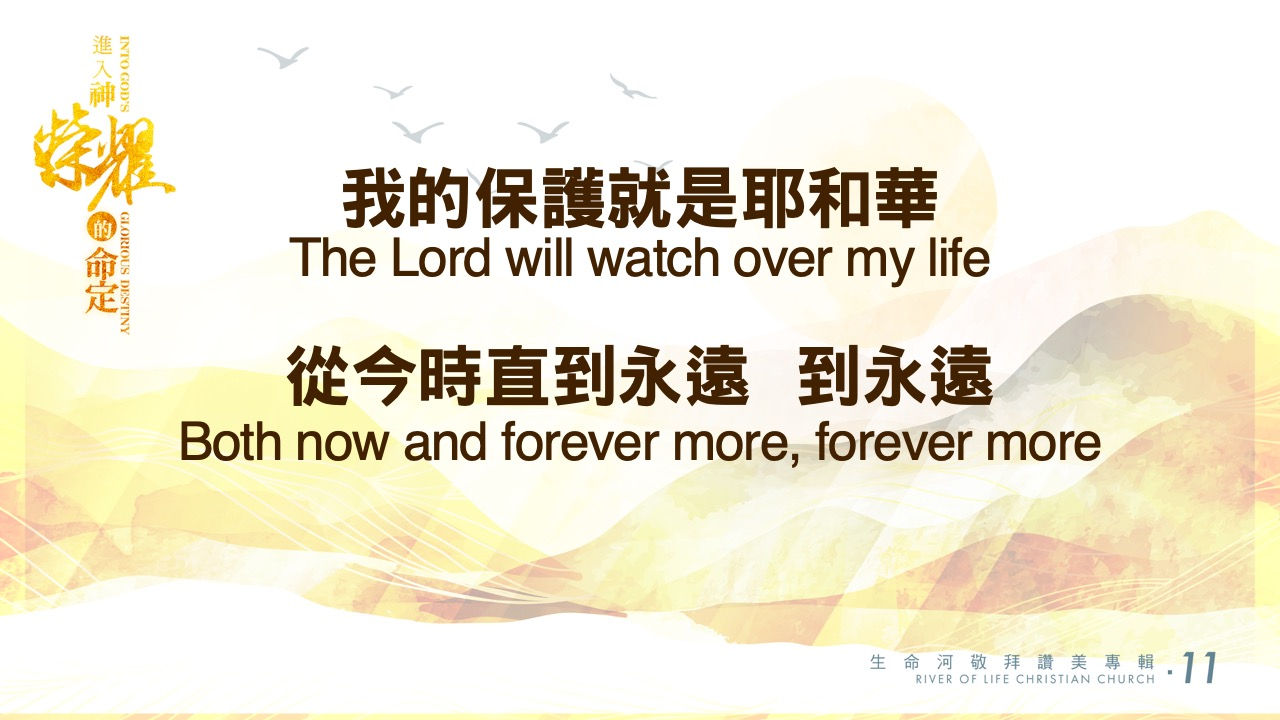 進入神
INTO GOD'S
榮耀
的
命定
GLORIOUS DESTINY
我的保護就是耶和華
The Lord will watch over my life
從今時直到永遠 到永遠
Both now and forever more, forever more
生命河敬拜讚美專輯 ·11
RIVER OF LIFE CHRISTIAN CHURCH